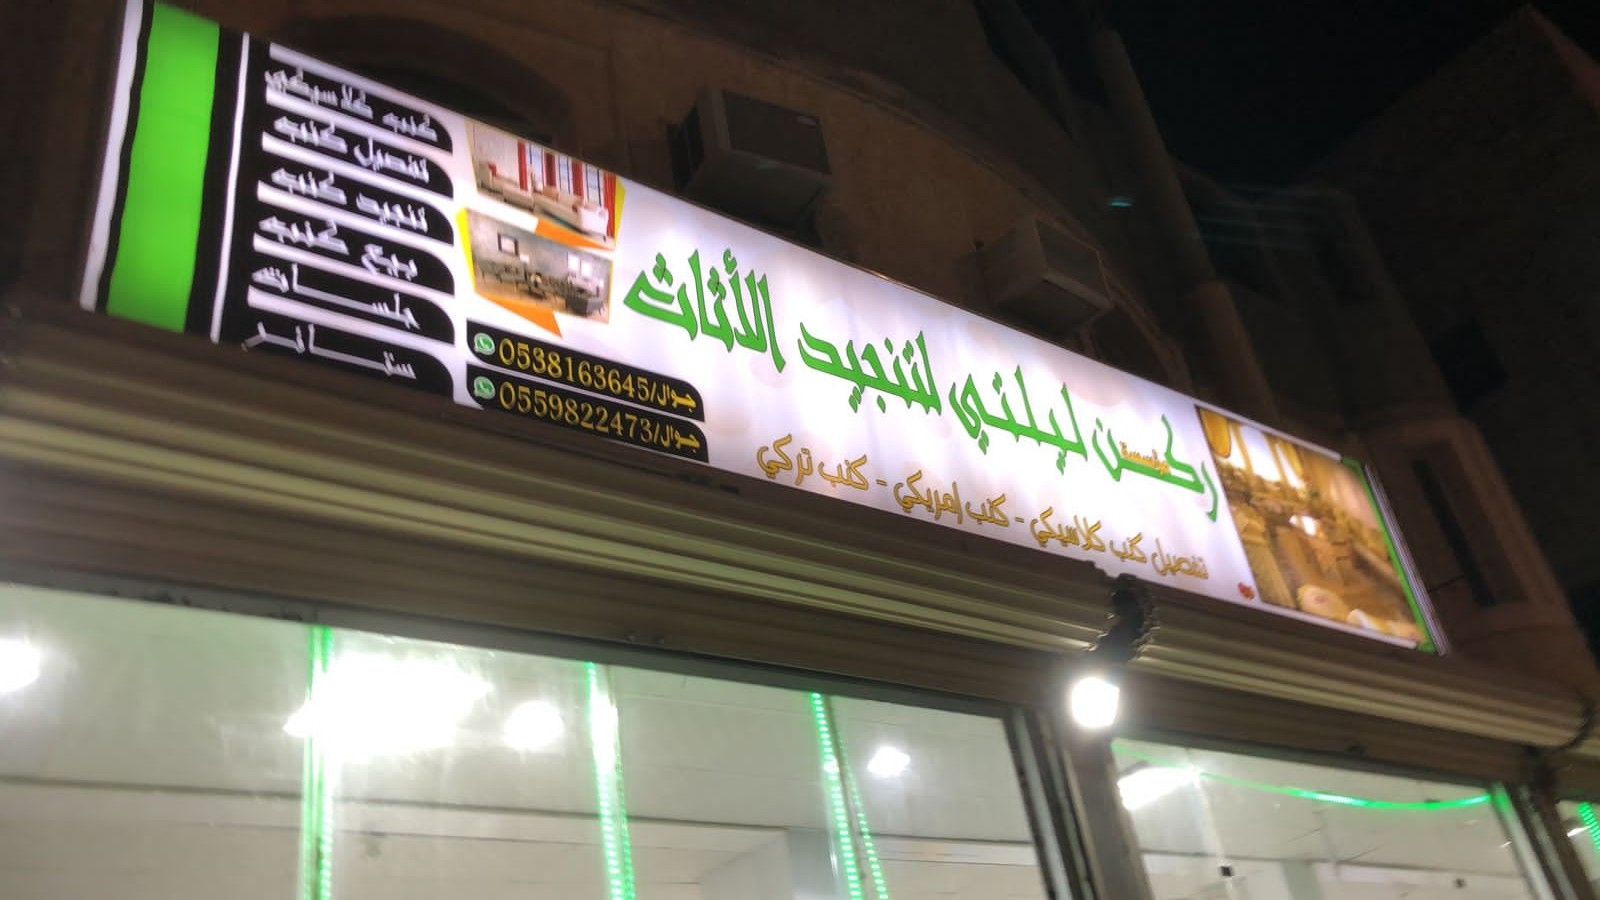 مؤسسة
ركن ليلتي لتنجيد الأثاث
تفصيل كنب كلاسيكي - كنب امريكي - كنب تركي
جوال/0538163645
جوال/0559822473
كنب كلاسيكي
تفصيل كنب
تنجيد كنب
بيع كنب
جلسات
ستائر